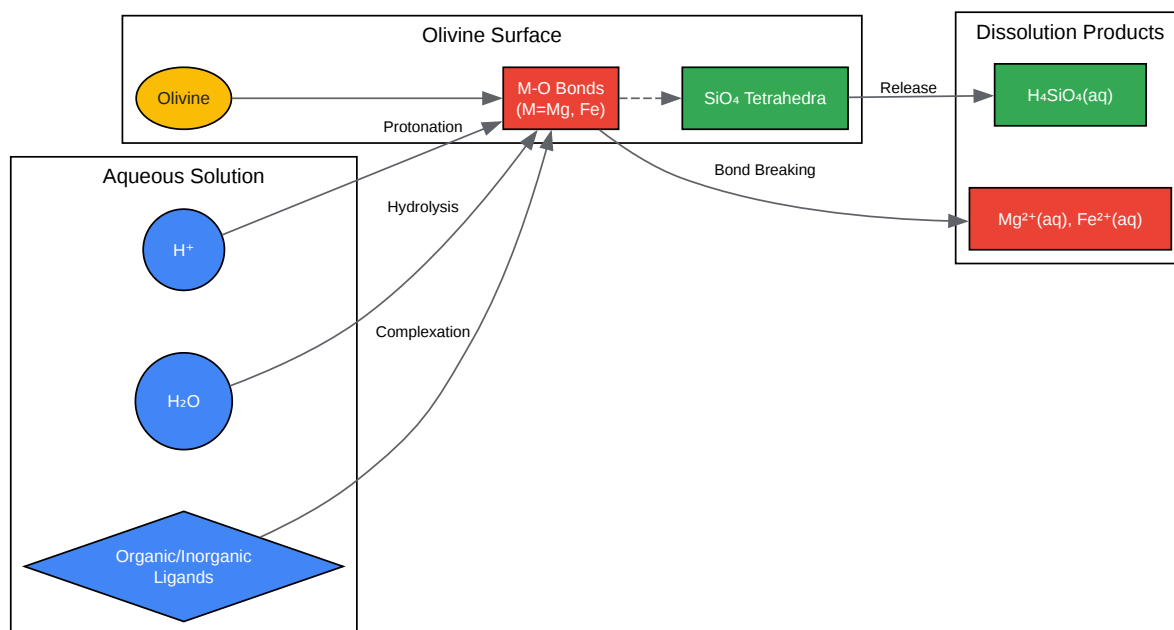 Olivine Surface
Dissolution Products
Olivine
M-O Bonds
(M=Mg, Fe)
SiO₄ Tetrahedra
Release
H₄SiO₄(aq)
Protonation
Bond Breaking
Aqueous Solution
Hydrolysis
Mg²⁺(aq), Fe²⁺(aq)
H⁺
Complexation
H₂O
Organic/Inorganic
Ligands